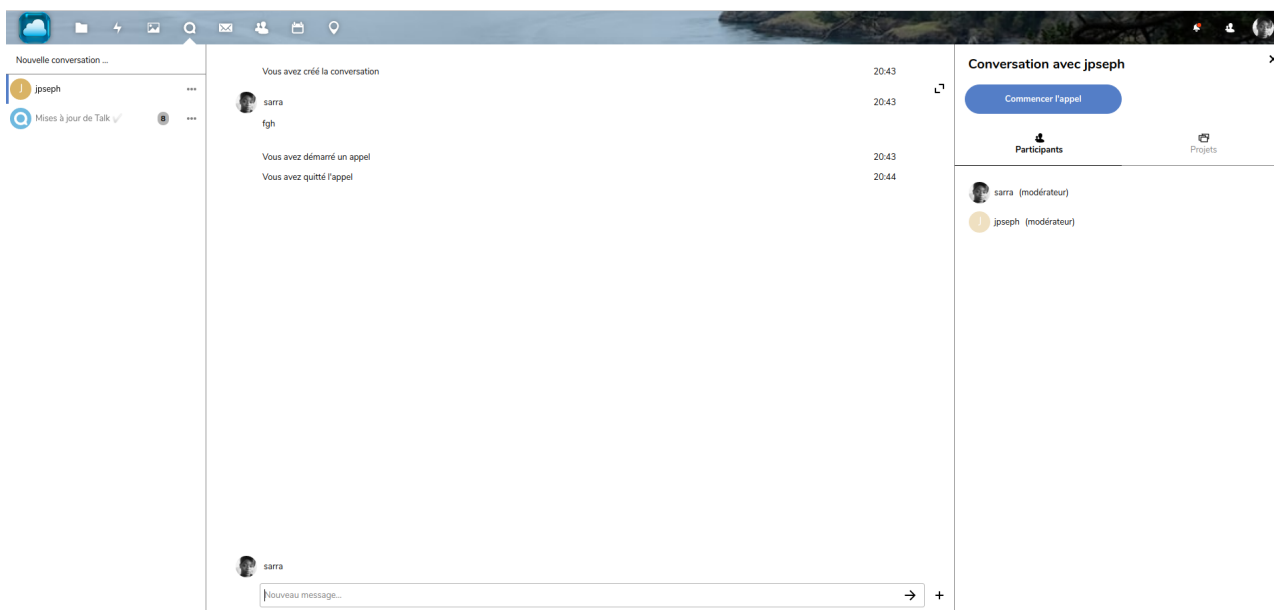 Nouvelle conversation ...
J jpseph
Mises à jour de Talk 8
Vous avez créé la conversation 20:43
sarra 20:43
fgh
Vous avez démarré un appel 20:43
Vous avez quitté l'appel 20:44
sarra
Nouveau message...
Conversation avec jpseph
Commencer l'appel
Participants Projets
sarra (modérateur)
J jpseph (modérateur)